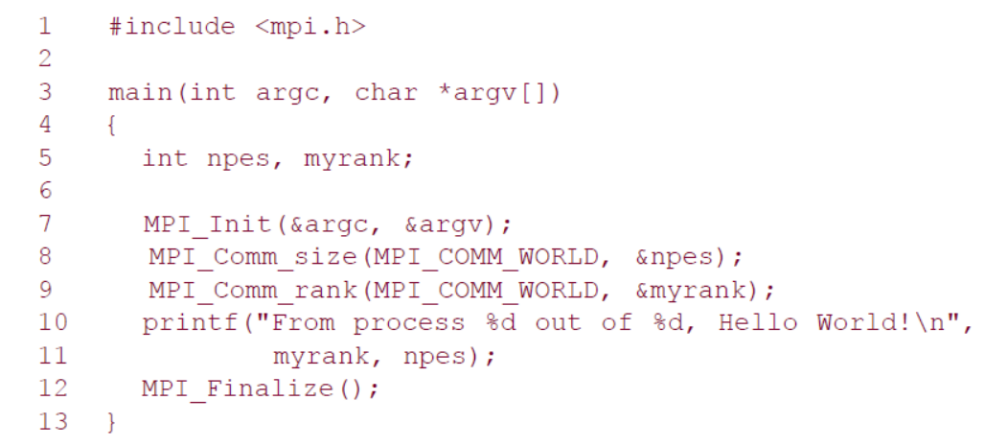 1 #include <mpi.h>
2
3 main(int argc, char *argv[])
4 {
5 int npes, myrank;
6
7 MPI_Init(&argc, &argv);
8 MPI_Comm_size(MPI_COMM_WORLD, &npes);
9 MPI_Comm_rank(MPI_COMM_WORLD, &myrank);
10 printf("From process %d out of %d, Hello World!\n",
11 myrank, npes);
12 MPI_Finalize();
13 }